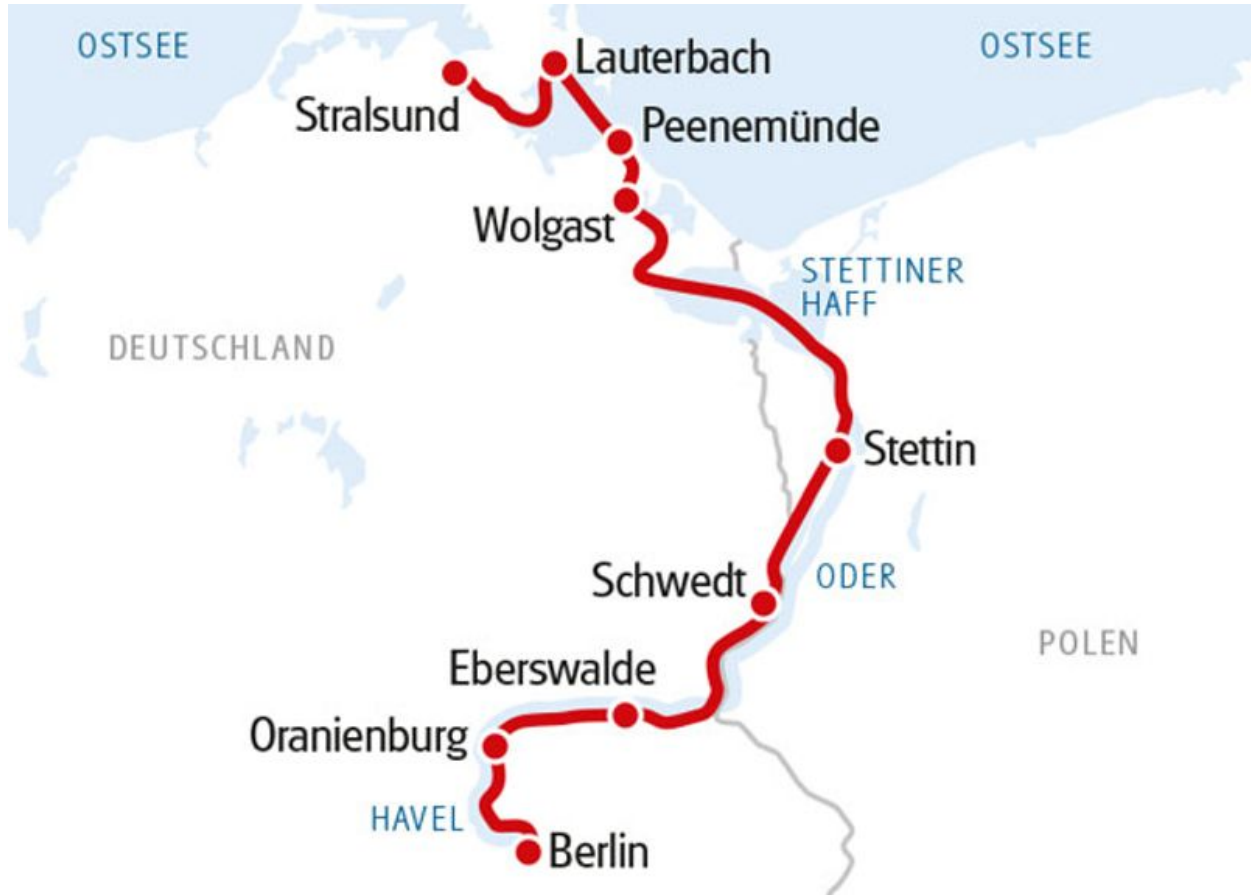 OSTSEE
OSTSEE
Lauterbach
Stralsund
Peenemünde
Wolgast
STETTINER
HAFF
DEUTSCHLAND
Stettin
Schwedt
ODER
POLEN
Eberswalde
Oranienburg
HAVEL
Berlin